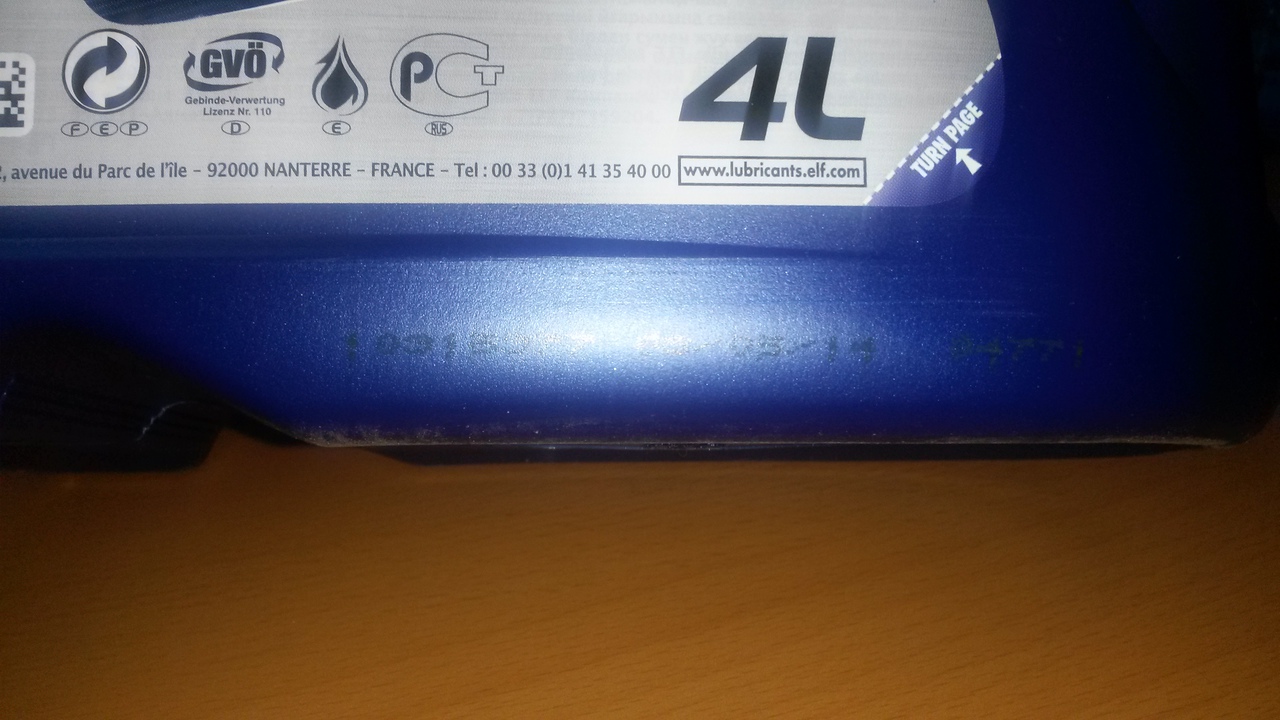 GVÖ
Gebinde-Verwertung
Lizenz Nr. 110
F E P
D
E
PCT
RUS
4L
, avenue du Parc de l'île – 92000 NANTERRE – FRANCE – Tel : 00 33 (0)1 41 35 40 00
www.lubricants.elf.com
TURN PAGE